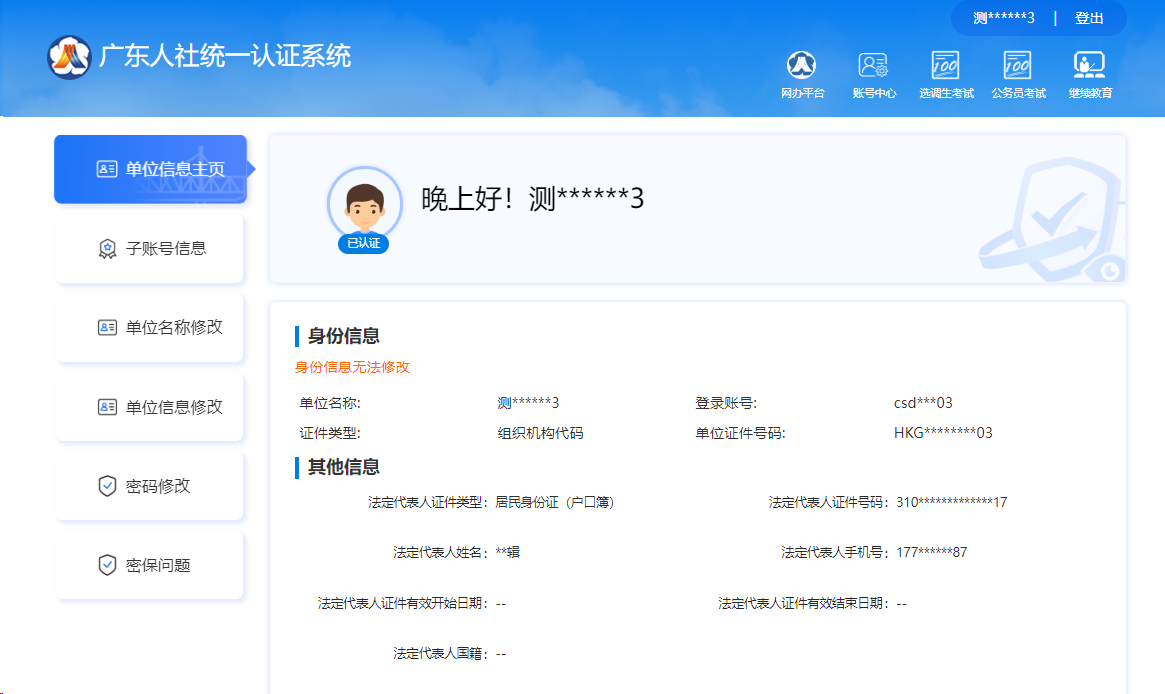 测******3 | 登出
广东人社统一认证系统
网办平台 账号中心 选调生考试 公务员考试 继续教育
单位信息主页
子账号信息
单位名称修改
单位信息修改
密码修改
密保问题
晚上好！测******3
已认证
身份信息
身份信息无法修改
单位名称: 测******3 登录账号: csd***03
证件类型: 组织机构代码 单位证件号码: HKG********03
其他信息
法定代表人证件类型: 居民身份证（户口簿） 法定代表人证件号码: 310*************17
法定代表人姓名: **辑 法定代表人手机号: 177******87
法定代表人证件有效开始日期: -- 法定代表人证件有效结束日期: --
法定代表人国籍: --